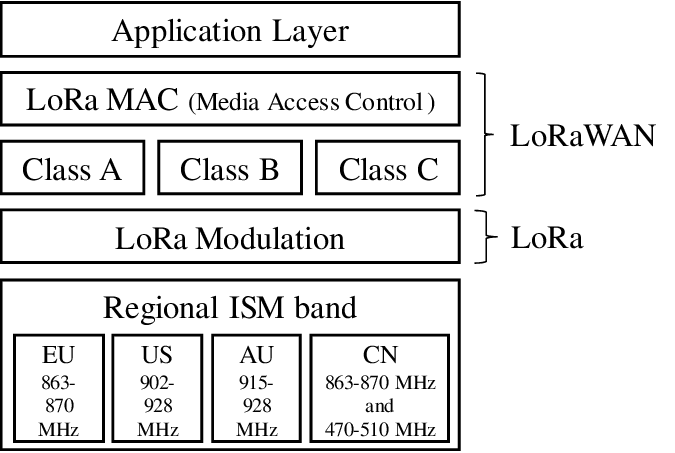 Application Layer
LoRa MAC (Media Access Control)
LoRaWAN
Class A
Class B
Class C
LoRa Modulation
LoRa
Regional ISM band
EU
863-
870
MHz
US
902-
928
MHz
AU
915-
928
MHz
CN
863-870 MHz
and
470-510 MHz